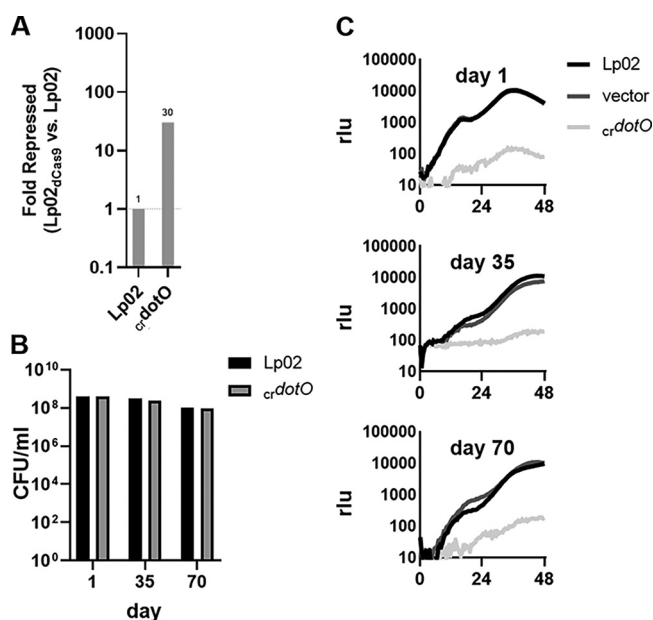 A
Fold Repressed
(Lp02dCas9 vs. Lp02)
1000
100
10
1
0.1
1
30
Lp02
crdotO
B
CFU/ml
10^10
10^8
10^6
10^4
10^2
10^0
1 35 70
day
Lp02
crdotO
C
Lp02
vector
crdotO
day 1
rlu
100000
10000
1000
100
10
0 24 48
day 35
rlu
100000
10000
1000
100
10
0 24 48
day 70
rlu
100000
10000
1000
100
10
0 24 48